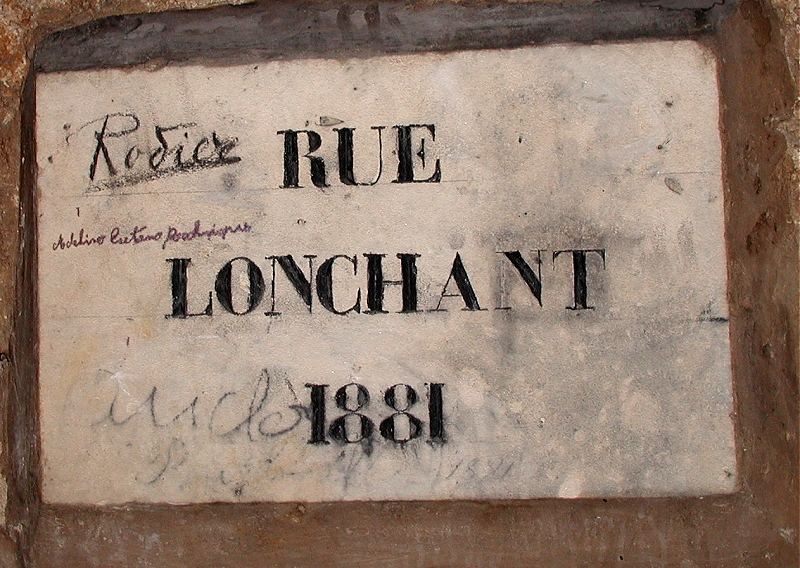 Rodier
RUE
Adelino Caetano Rodrigues
LONCHANT
1881